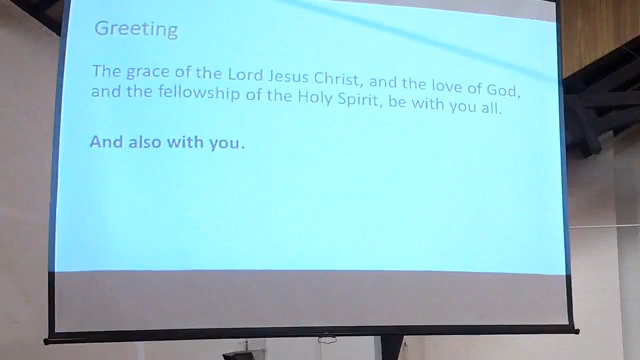 Greeting
The grace of the Lord Jesus Christ, and the love of God,
and the fellowship of the Holy Spirit, be with you all.
And also with you.